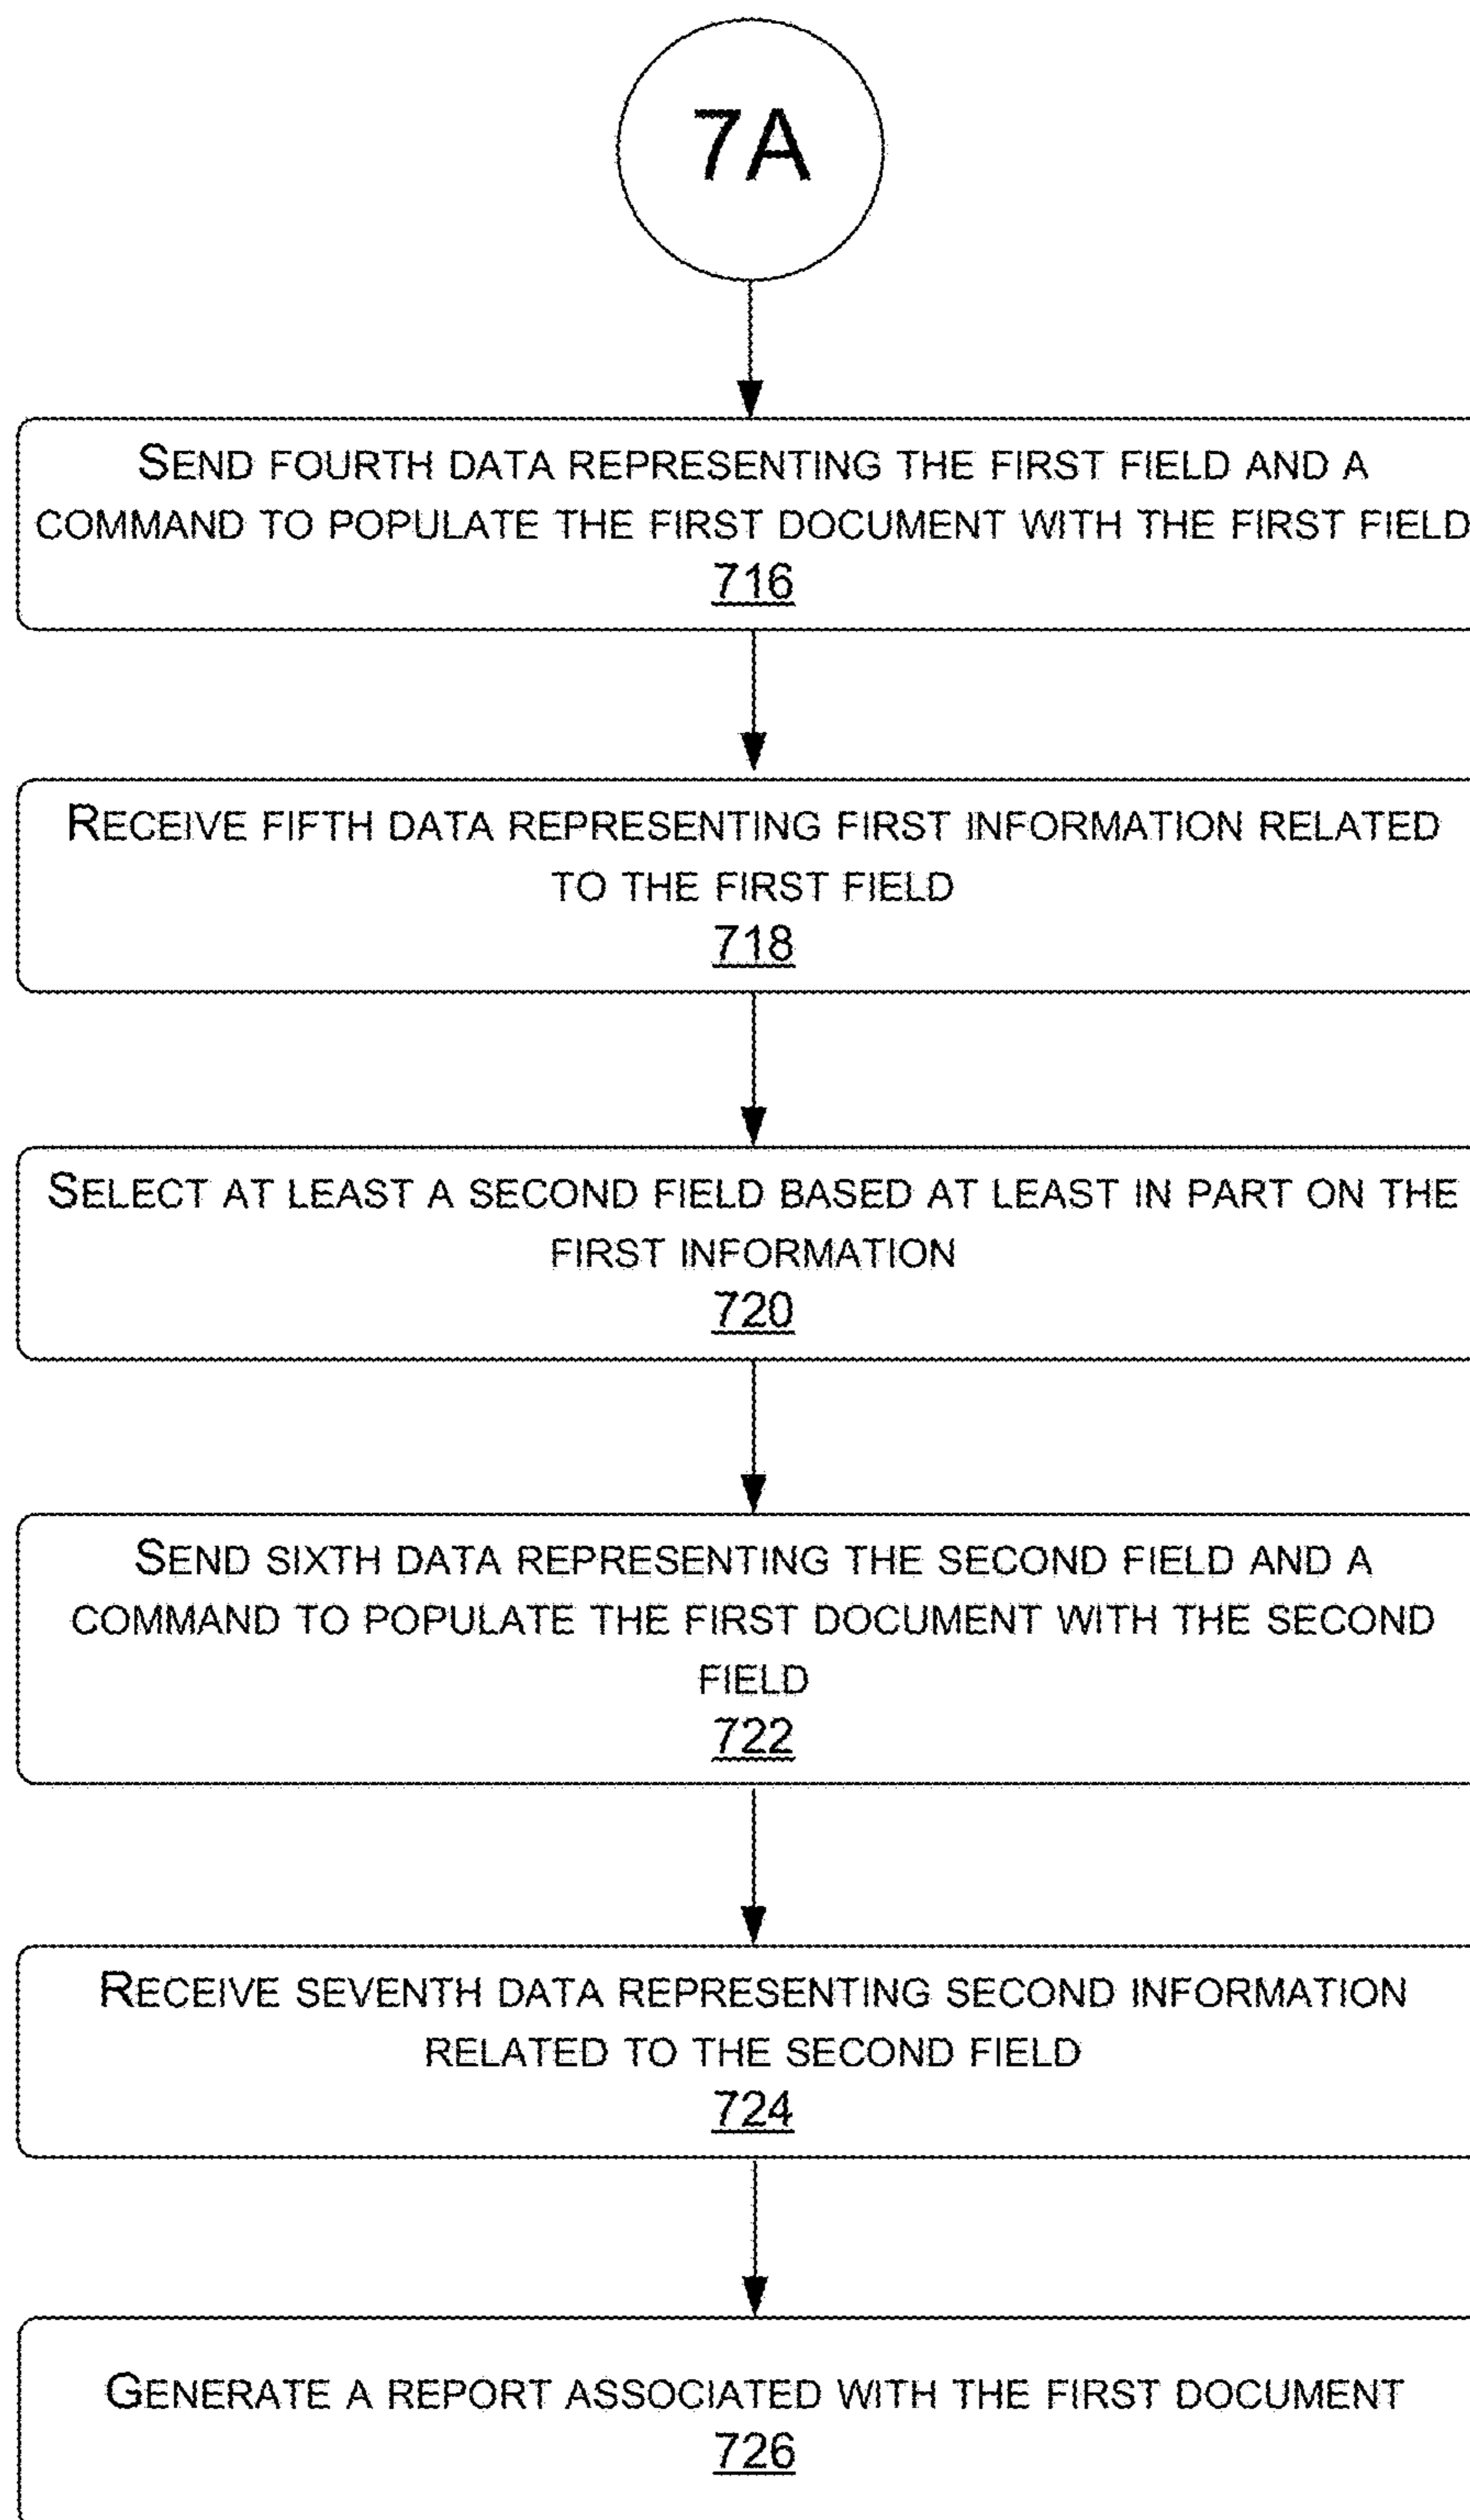 7A
SEND FOURTH DATA REPRESENTING THE FIRST FIELD AND A
COMMAND TO POPULATE THE FIRST DOCUMENT WITH THE FIRST FIELD
716
RECEIVE FIFTH DATA REPRESENTING FIRST INFORMATION RELATED
TO THE FIRST FIELD
718
SELECT AT LEAST A SECOND FIELD BASED AT LEAST IN PART ON THE
FIRST INFORMATION
720
SEND SIXTH DATA REPRESENTING THE SECOND FIELD AND A
COMMAND TO POPULATE THE FIRST DOCUMENT WITH THE SECOND
FIELD
722
RECEIVE SEVENTH DATA REPRESENTING SECOND INFORMATION
RELATED TO THE SECOND FIELD
724
GENERATE A REPORT ASSOCIATED WITH THE FIRST DOCUMENT
726